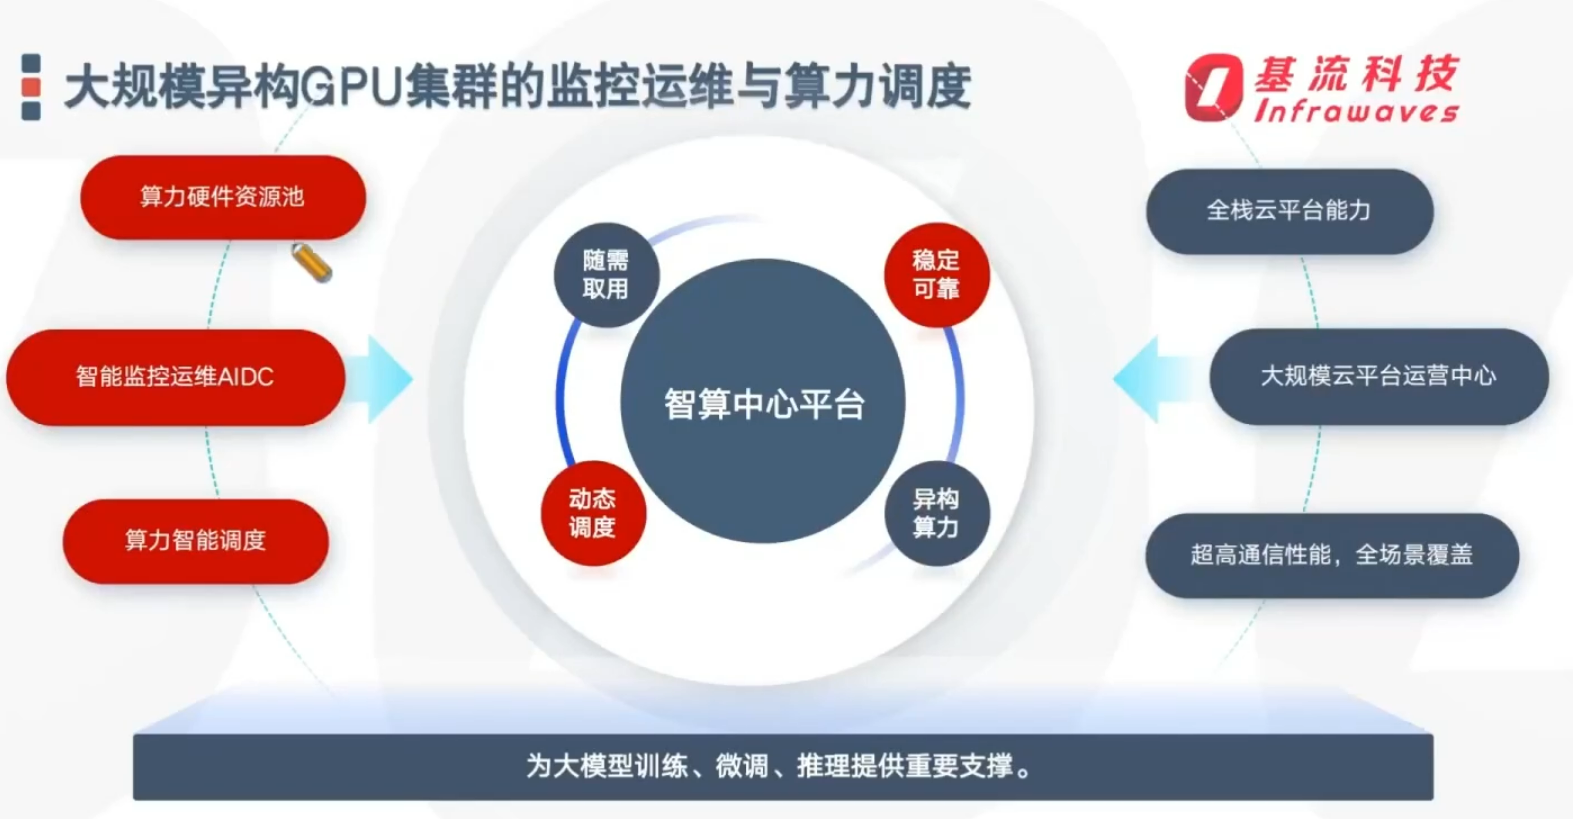 大规模异构GPU集群的监控运维与算力调度
基流科技
Infrawaves
算力硬件资源池
智能监控运维AIDC
算力智能调度
随需
取用
稳定
可靠
智算中心平台
动态
调度
异构
算力
全栈云平台能力
大规模云平台运营中心
超高通信性能，全场景覆盖
为大模型训练、微调、推理提供重要支撑。